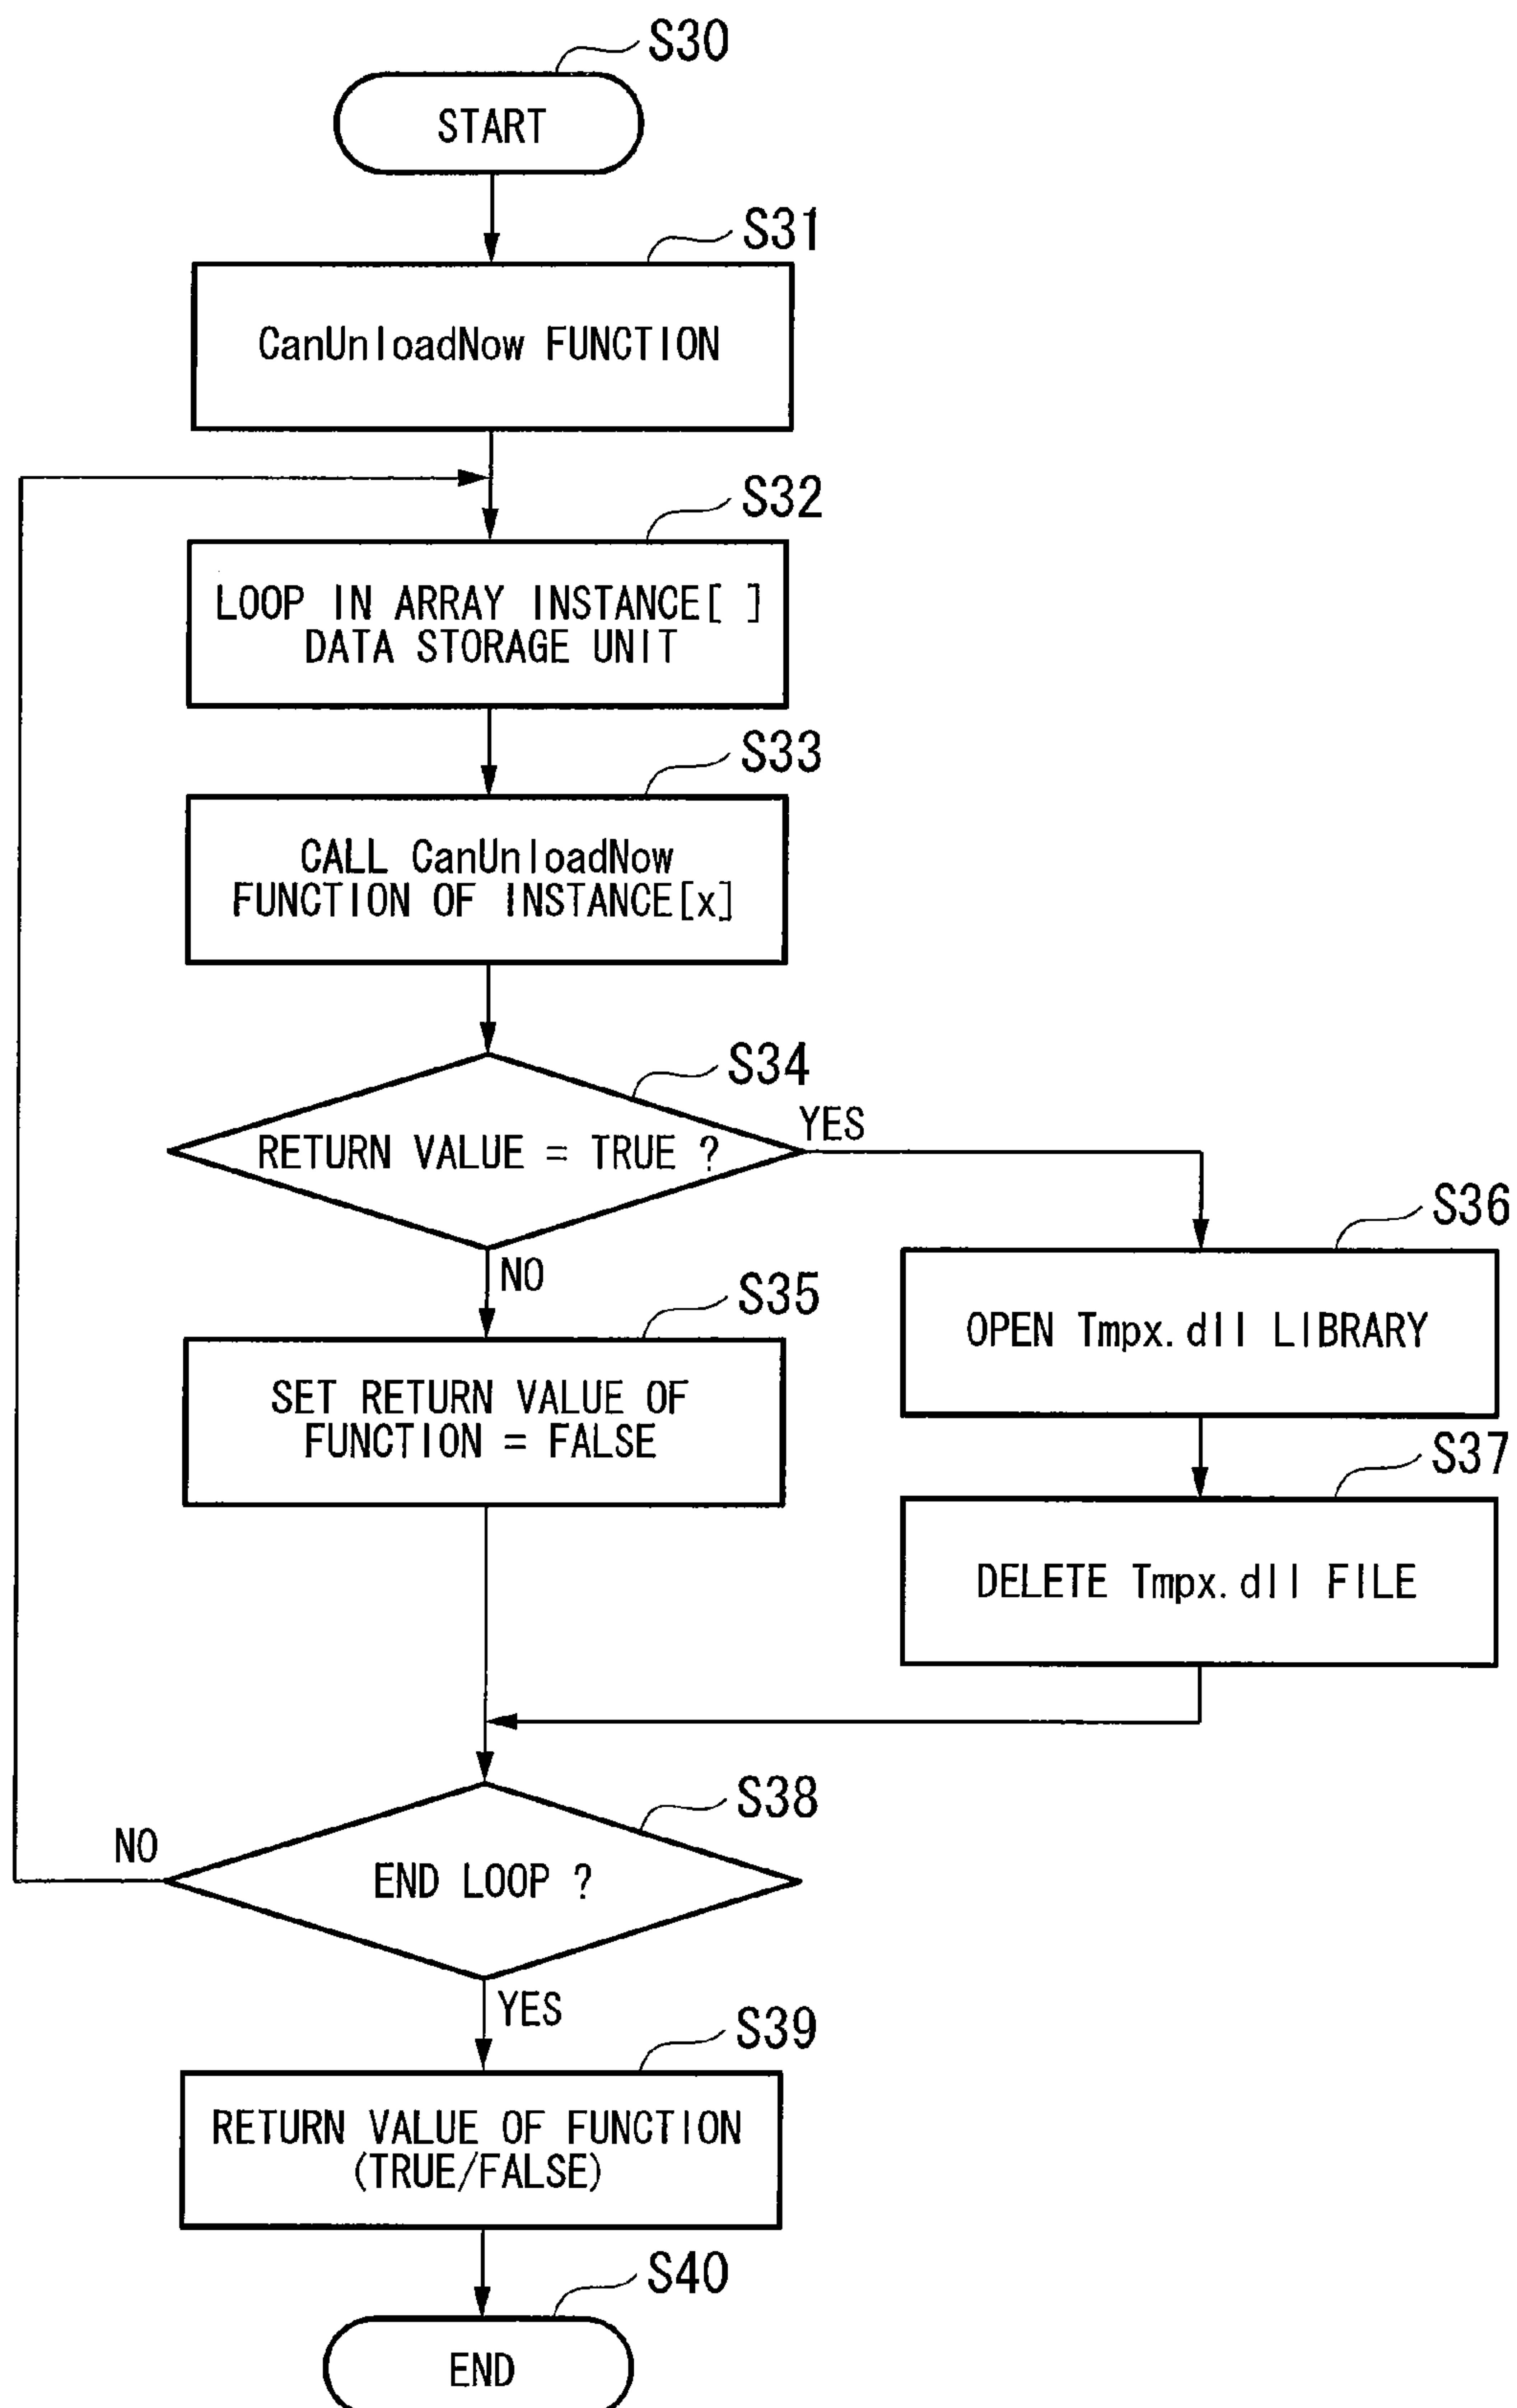 S30
START
S31
CanUnloadNow FUNCTION
S32
LOOP IN ARRAY INSTANCE[ ]
DATA STORAGE UNIT
S33
CALL CanUnloadNow
FUNCTION OF INSTANCE[x]
S34
RETURN VALUE = TRUE ?
YES
NO
S36
OPEN Tmpx.dll LIBRARY
S35
SET RETURN VALUE OF
FUNCTION = FALSE
S37
DELETE Tmpx.dll FILE
S38
END LOOP ?
NO
YES
S39
RETURN VALUE OF FUNCTION
(TRUE/FALSE)
S40
END